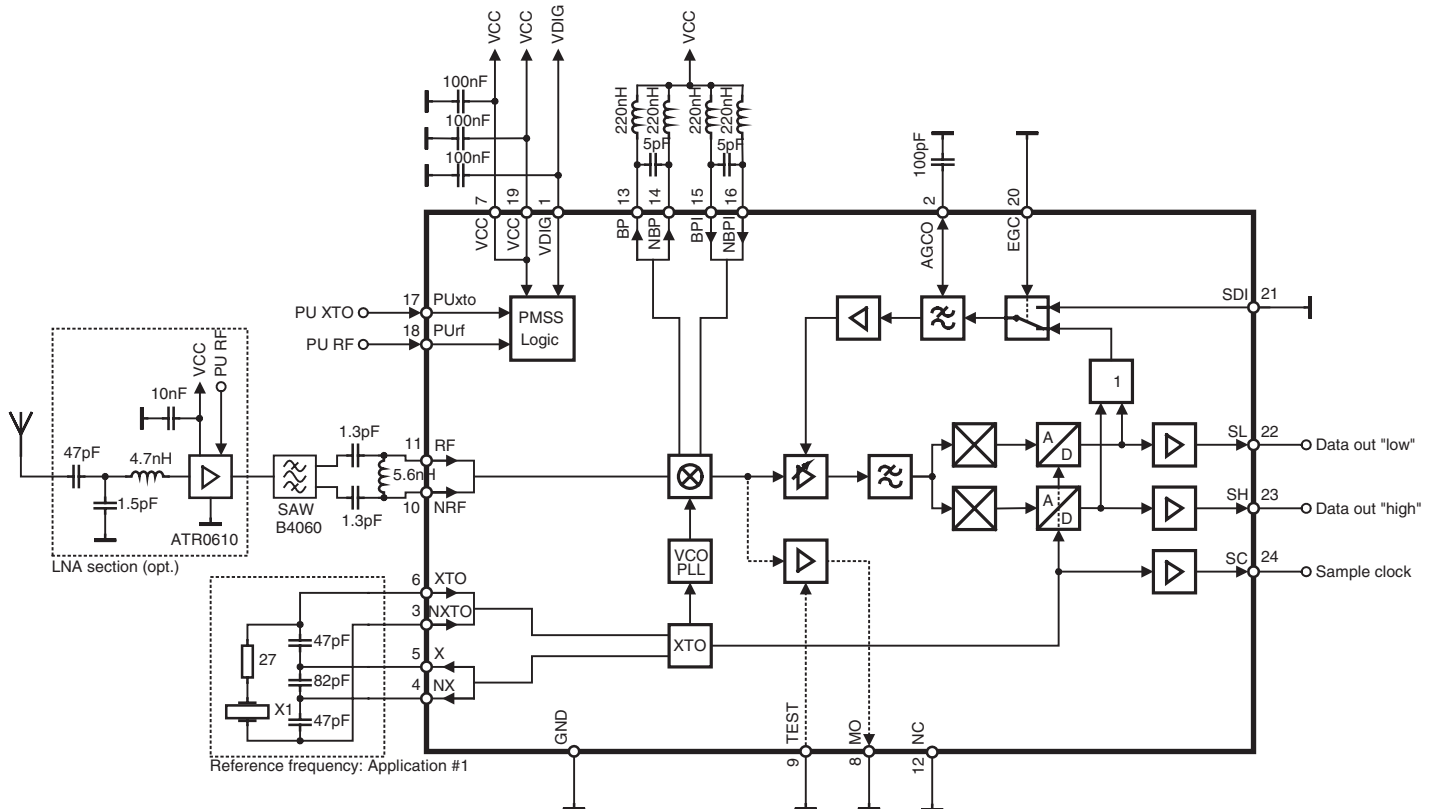 VCC
VCC
VDIG
VCC
100nF
100nF
100nF
220nH
220nH
220nH
220nH
5pF
5pF
100pF
7
19
1
13
14
15
16
2
20
VCC
VCC
VDIG
BP
NBP
BPI
NBPI
AGCO
EGC
PU XTO
17
PUxto
PU RF
18
PUrf
PMSS
Logic
SDI
21
1
VCC
PU RF
10nF
47pF
4.7nH
1.5pF
ATR0610
LNA section (opt.)
SAW
B4060
1.3pF
1.3pF
5.6nH
11
RF
10
NRF
A
D
A
D
SL
22
Data out "low"
SH
23
Data out "high"
SC
24
Sample clock
VCO
PLL
XTO
6
XTO
3
NXTO
5
X
4
NX
47pF
27
82pF
X1
47pF
Reference frequency: Application #1
GND
TEST
9
MO
8
NC
12